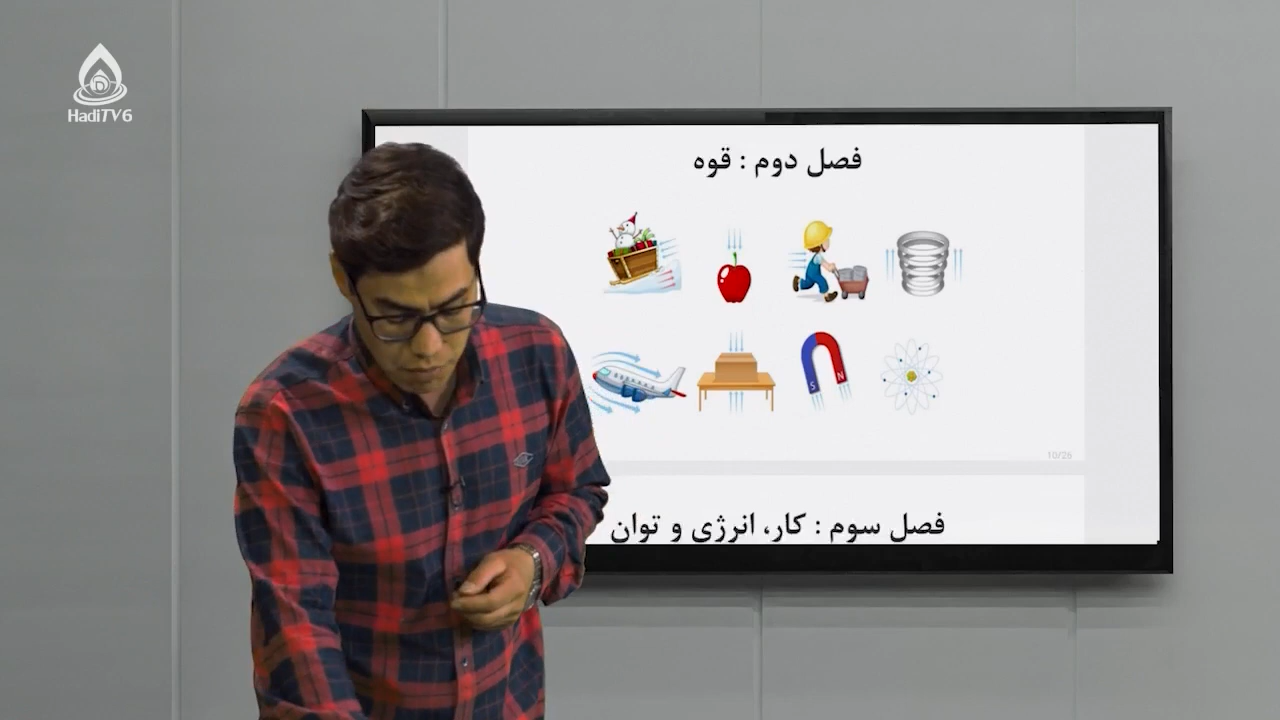 HadiTV6
فصل دوم : قوه
S
N
10/26
فصل سوم : کار، انرژی و توان